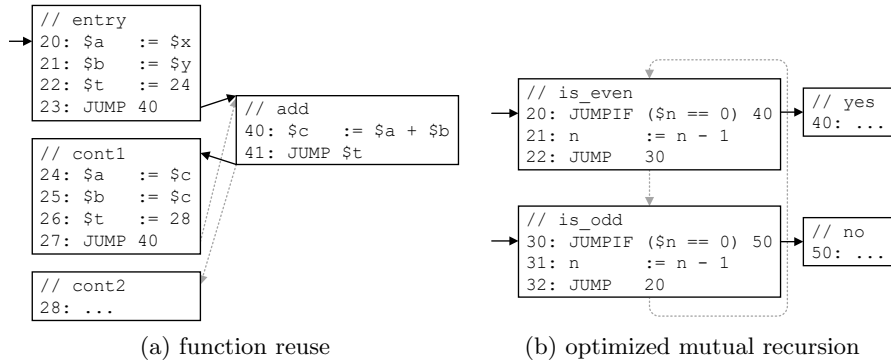 // entry
20: $a    := $x
21: $b    := $y
22: $t    := 24
23: JUMP 40
// add
40: $c    := $a + $b
41: JUMP $t
// cont1
24: $a    := $c
25: $b    := $c
26: $t    := 28
27: JUMP 40
// cont2
28: ...
(a) function reuse
// is_even
20: JUMPIF ($n == 0) 40
21: n      := n - 1
22: JUMP   30
// yes
40: ...
// is_odd
30: JUMPIF ($n == 0) 50
31: n      := n - 1
32: JUMP   20
// no
50: ...
(b) optimized mutual recursion